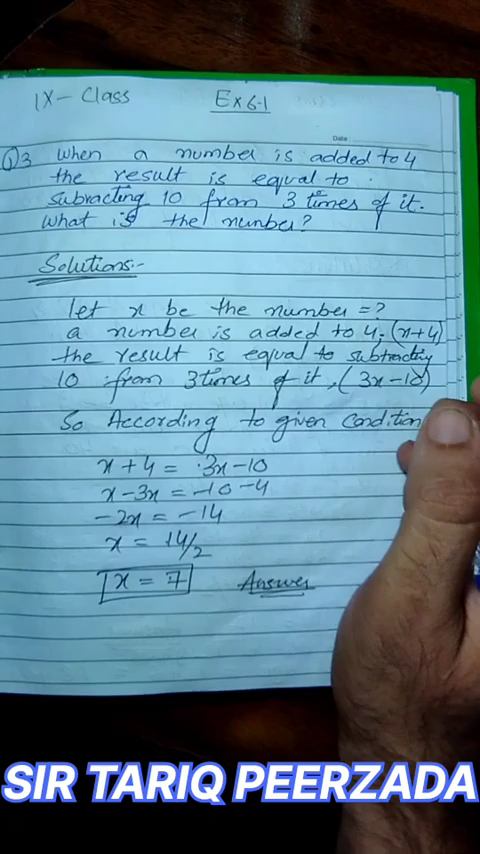 IX - Class
Ex 6.1
Date
Q3 When a number is added to 4
the result is equal to
subracting 10 from 3 times of it.
What is the number?
Solutions:-
let x be the number = ?
a number is added to 4, (x+4)
the result is equal to subtracting
10 from 3 times of it, (3x-10)
So According to given Condition
x + 4 = 3x - 10
x - 3x = -10 - 4
-2x = -14
x = 14/2
x = 7 Answer
SIR TARIQ PEERZADA